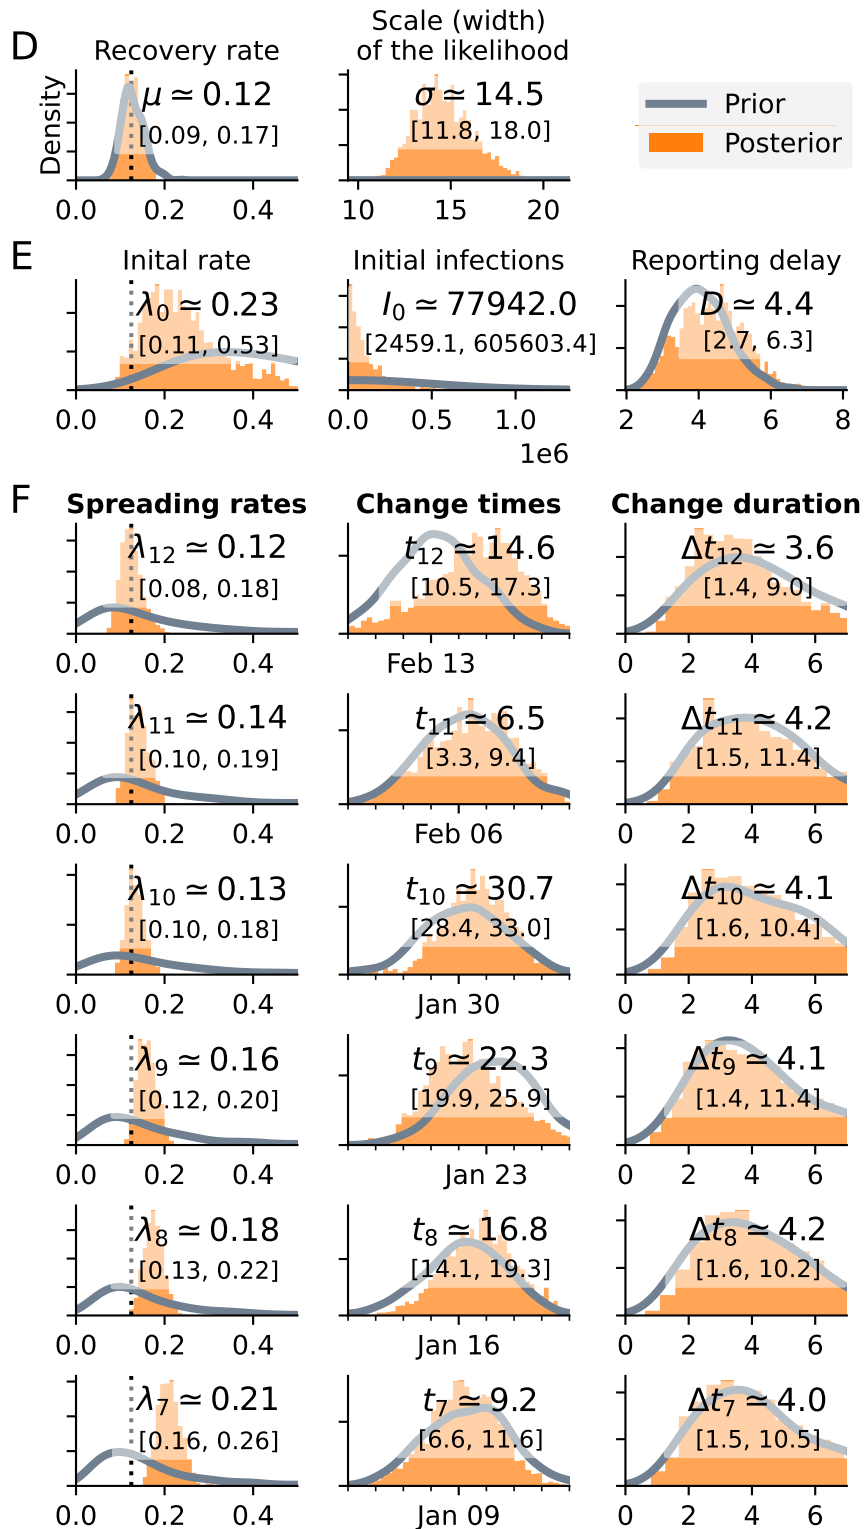 D
Recovery rate
Density
μ ≃ 0.12
[0.09, 0.17]
0.0 0.2 0.4
Scale (width)
of the likelihood
σ ≃ 14.5
[11.8, 18.0]
10 15 20
Prior
Posterior
E
Inital rate
λ0 ≃ 0.23
[0.11, 0.53]
0.0 0.2 0.4
Initial infections
I0 ≃ 77942.0
[2459.1, 605603.4]
0.0 0.5 1.0
1e6
Reporting delay
D ≃ 4.4
[2.7, 6.3]
2 4 6 8
F
Spreading rates Change times Change duration
λ12 ≃ 0.12
[0.08, 0.18]
0.0 0.2 0.4
t12 ≃ 14.6
[10.5, 17.3]
Feb 13
Δt12 ≃ 3.6
[1.4, 9.0]
0 2 4 6
λ11 ≃ 0.14
[0.10, 0.19]
0.0 0.2 0.4
t11 ≃ 6.5
[3.3, 9.4]
Feb 06
Δt11 ≃ 4.2
[1.5, 11.4]
0 2 4 6
λ10 ≃ 0.13
[0.10, 0.18]
0.0 0.2 0.4
t10 ≃ 30.7
[28.4, 33.0]
Jan 30
Δt10 ≃ 4.1
[1.6, 10.4]
0 2 4 6
λ9 ≃ 0.16
[0.12, 0.20]
0.0 0.2 0.4
t9 ≃ 22.3
[19.9, 25.9]
Jan 23
Δt9 ≃ 4.1
[1.4, 11.4]
0 2 4 6
λ8 ≃ 0.18
[0.13, 0.22]
0.0 0.2 0.4
t8 ≃ 16.8
[14.1, 19.3]
Jan 16
Δt8 ≃ 4.2
[1.6, 10.2]
0 2 4 6
λ7 ≃ 0.21
[0.16, 0.26]
0.0 0.2 0.4
t7 ≃ 9.2
[6.6, 11.6]
Jan 09
Δt7 ≃ 4.0
[1.5, 10.5]
0 2 4 6